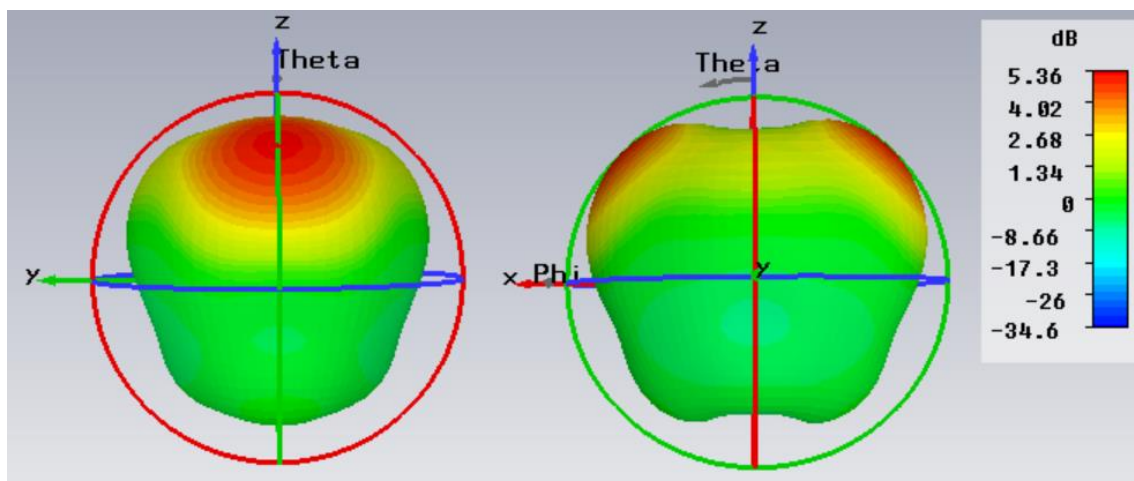 z
Theta
y
z
Theta
x Phi
y
dB
5.36
4.02
2.68
1.34
0
-8.66
-17.3
-26
-34.6